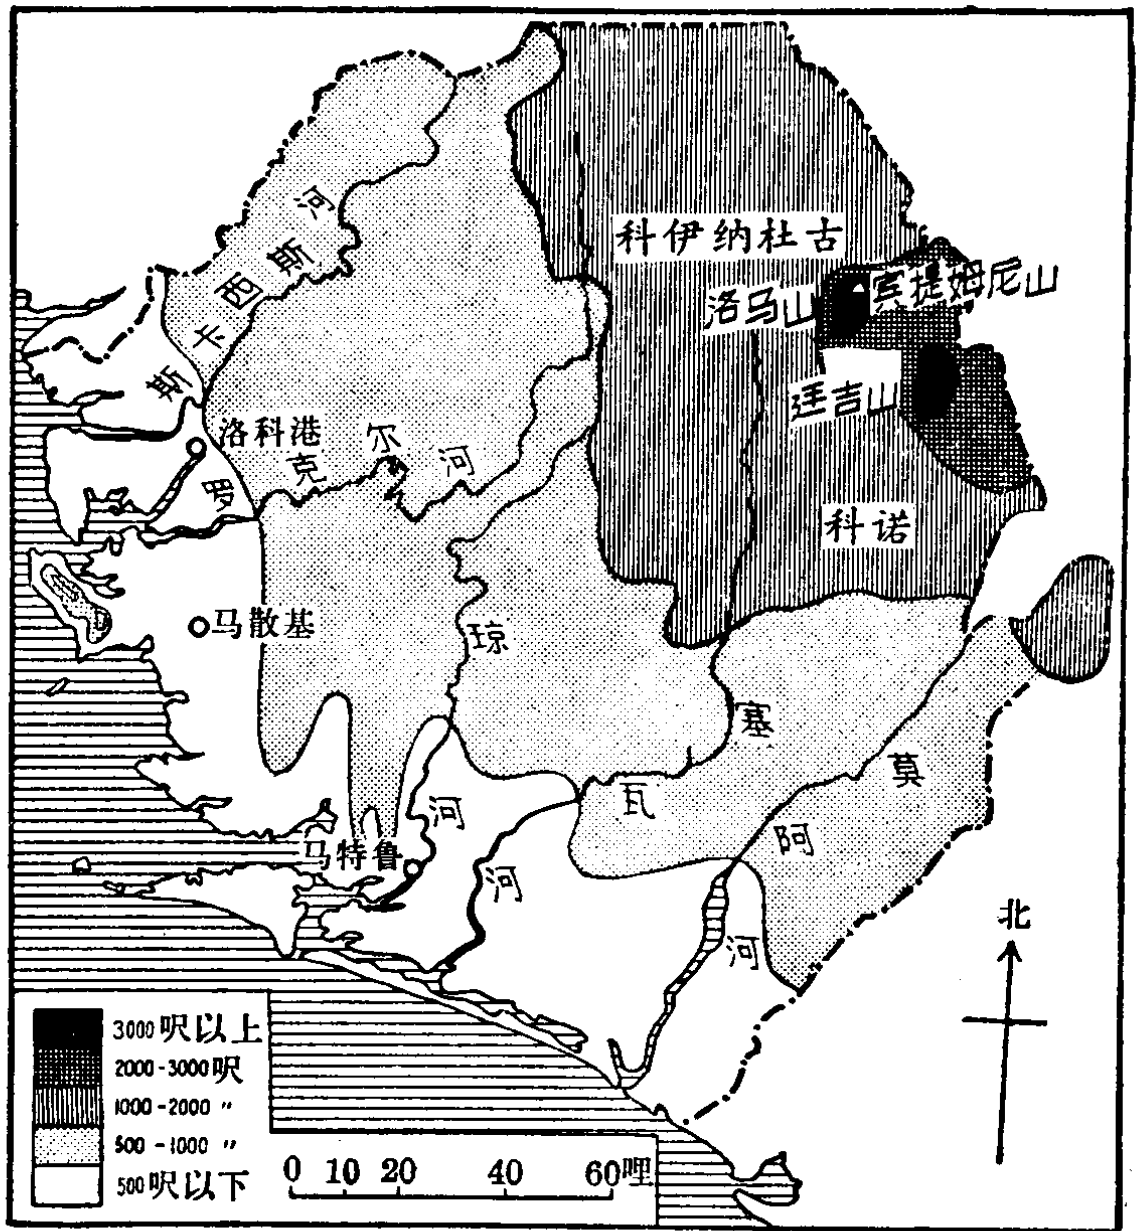 科伊纳杜古
洛马山
宾提姆尼山
廷吉山
科诺
斯卡西斯河
洛科港
罗克尔河
马散基
琼河
塞瓦河
莫阿河
马特鲁
北
3000呎以上
2000-3000呎
1000-2000 〃
500-1000 〃
500呎以下
0 10 20 40 60哩